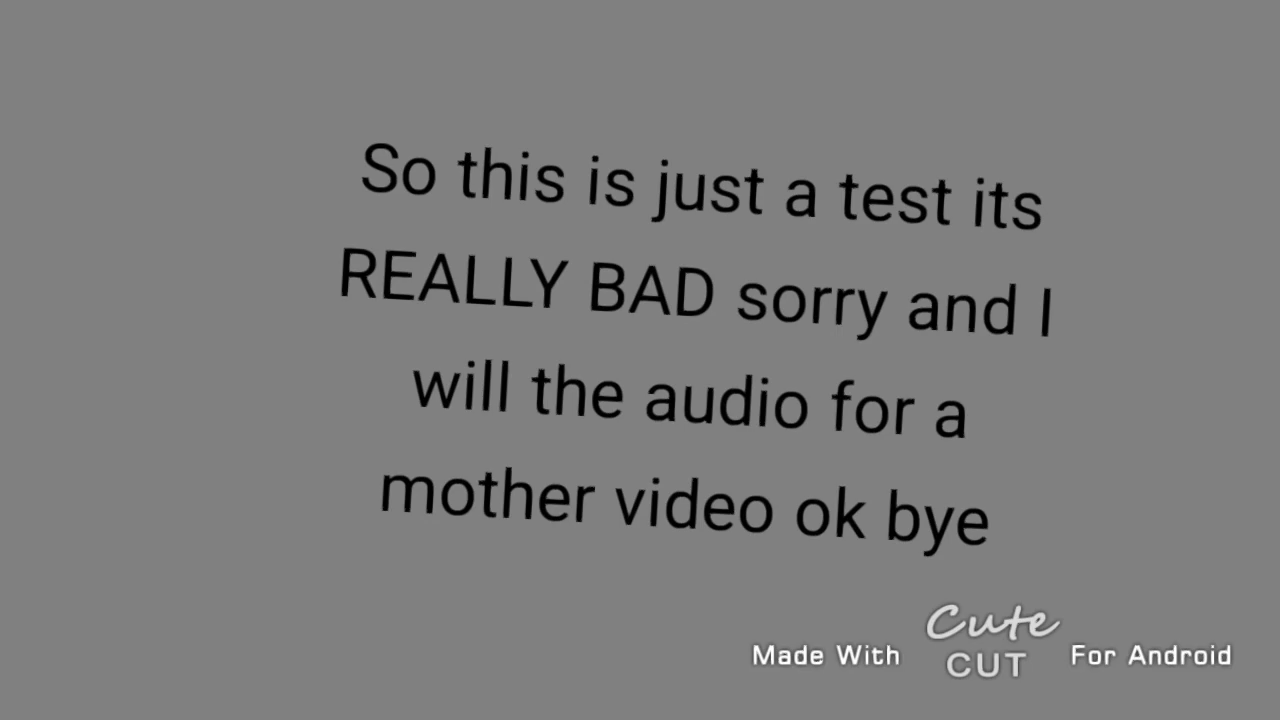 So this is just a test its
REALLY BAD sorry and I
will the audio for a
mother video ok bye
Made With Cute CUT For Android